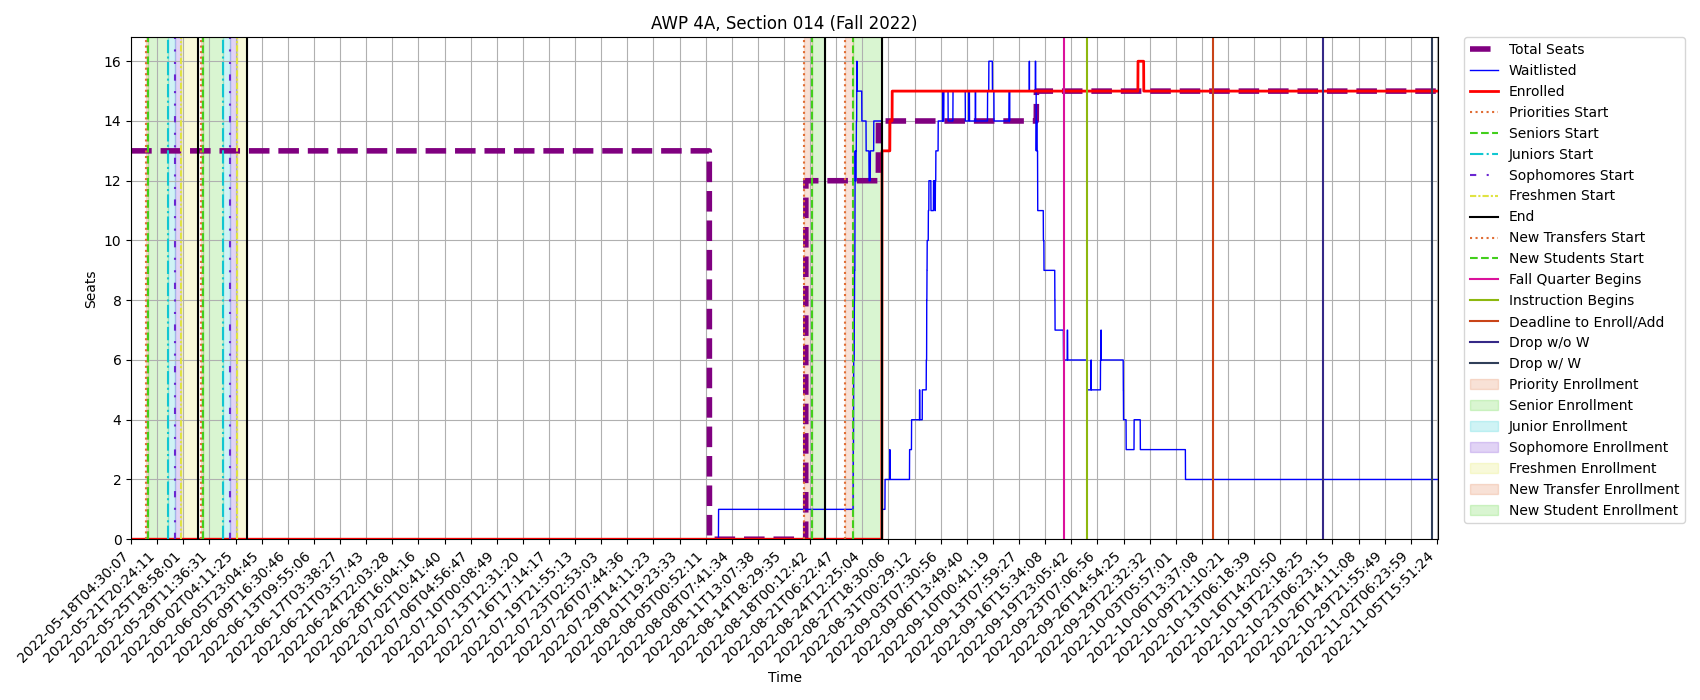 AWP 4A, Section 014 (Fall 2022)
Seats
16
14
12
10
8
6
4
2
0
2022-05-18T04:30:07
2022-05-21T20:24:11
2022-05-25T18:58:01
2022-05-29T11:36:31
2022-06-02T04:11:25
2022-06-05T23:04:45
2022-06-09T16:30:46
2022-06-13T09:55:06
2022-06-17T03:38:27
2022-06-21T03:57:43
2022-06-24T22:03:28
2022-06-28T16:04:16
2022-07-02T10:41:40
2022-07-06T04:56:47
2022-07-10T00:08:49
2022-07-13T12:31:20
2022-07-16T17:14:17
2022-07-19T21:55:13
2022-07-23T02:53:03
2022-07-26T07:44:36
2022-07-29T14:11:23
2022-08-01T19:23:33
2022-08-05T00:52:11
2022-08-08T07:41:34
2022-08-11T13:07:38
2022-08-14T18:29:35
2022-08-18T00:12:42
2022-08-21T06:22:47
2022-08-24T12:25:04
2022-08-27T18:30:06
2022-08-31T00:29:12
2022-09-03T07:30:56
2022-09-06T13:49:40
2022-09-10T00:41:19
2022-09-13T07:59:27
2022-09-16T15:34:08
2022-09-19T23:05:42
2022-09-23T07:06:56
2022-09-26T14:54:25
2022-09-29T22:32:32
2022-10-03T05:57:01
2022-10-06T13:37:08
2022-10-09T21:10:21
2022-10-13T06:18:39
2022-10-16T14:20:50
2022-10-19T22:18:25
2022-10-23T06:23:15
2022-10-26T14:11:08
2022-10-29T21:55:49
2022-11-02T06:23:59
2022-11-05T15:51:24
Time
Total Seats
Waitlisted
Enrolled
Priorities Start
Seniors Start
Juniors Start
Sophomores Start
Freshmen Start
End
New Transfers Start
New Students Start
Fall Quarter Begins
Instruction Begins
Deadline to Enroll/Add
Drop w/o W
Drop w/ W
Priority Enrollment
Senior Enrollment
Junior Enrollment
Sophomore Enrollment
Freshmen Enrollment
New Transfer Enrollment
New Student Enrollment